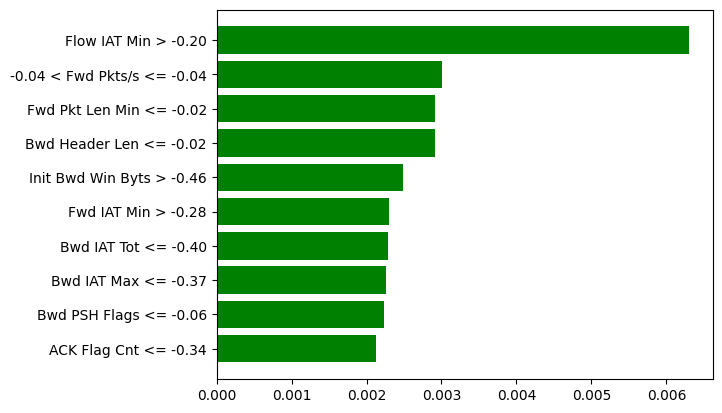 Flow IAT Min > -0.20
-0.04 < Fwd Pkts/s <= -0.04
Fwd Pkt Len Min <= -0.02
Bwd Header Len <= -0.02
Init Bwd Win Byts > -0.46
Fwd IAT Min > -0.28
Bwd IAT Tot <= -0.40
Bwd IAT Max <= -0.37
Bwd PSH Flags <= -0.06
ACK Flag Cnt <= -0.34
0.000 0.001 0.002 0.003 0.004 0.005 0.006